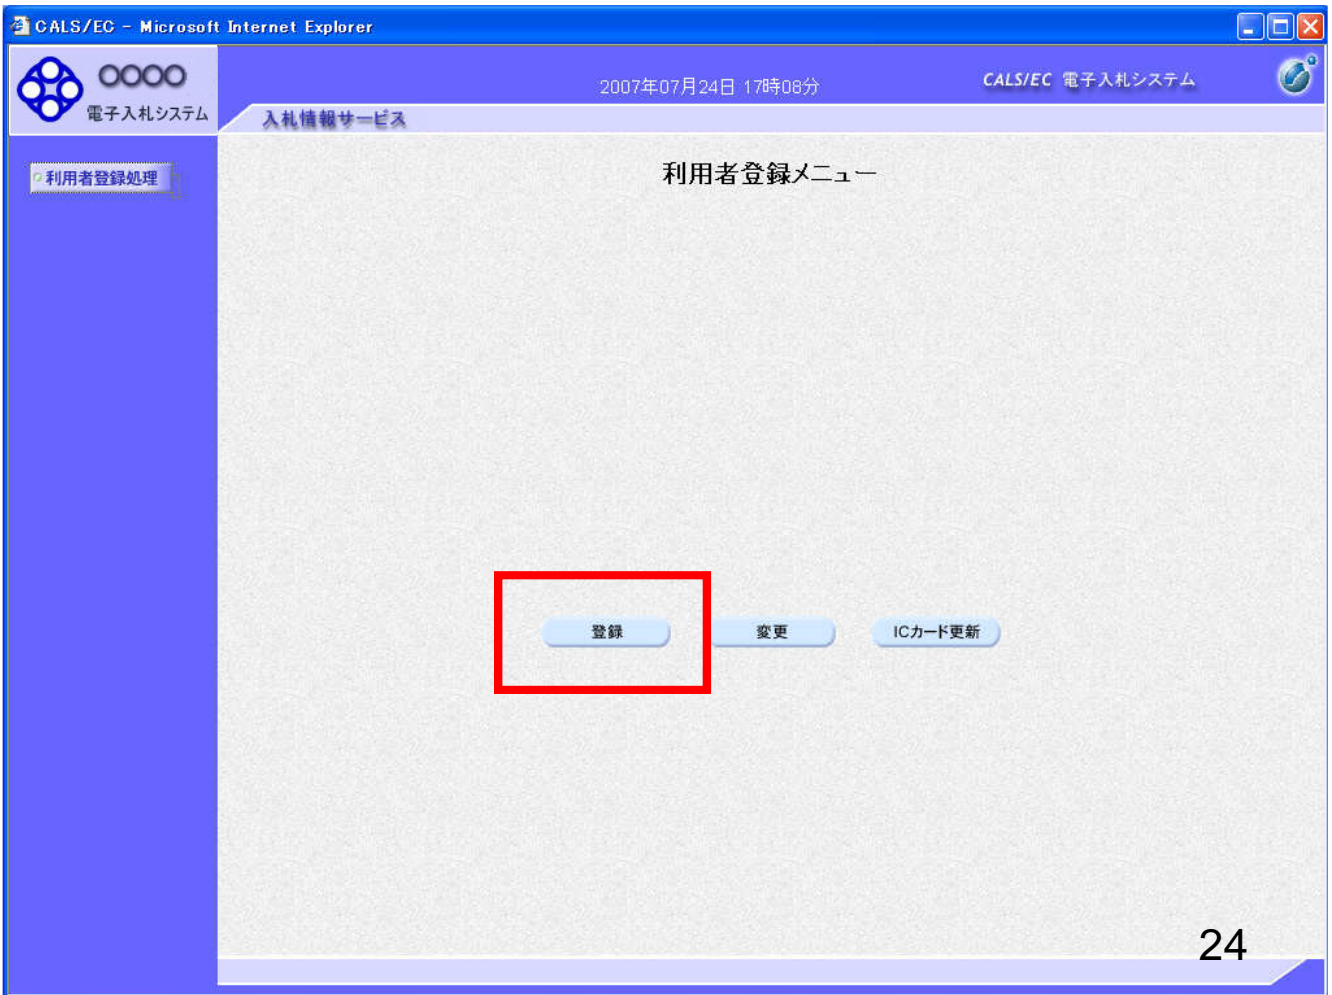 CALS/EC - Microsoft Internet Explorer
〇〇〇〇
電子入札システム
2007年07月24日 17時08分
CALS/EC 電子入札システム
入札情報サービス
利用者登録処理
利用者登録メニュー
登録
変更
ICカード更新
24